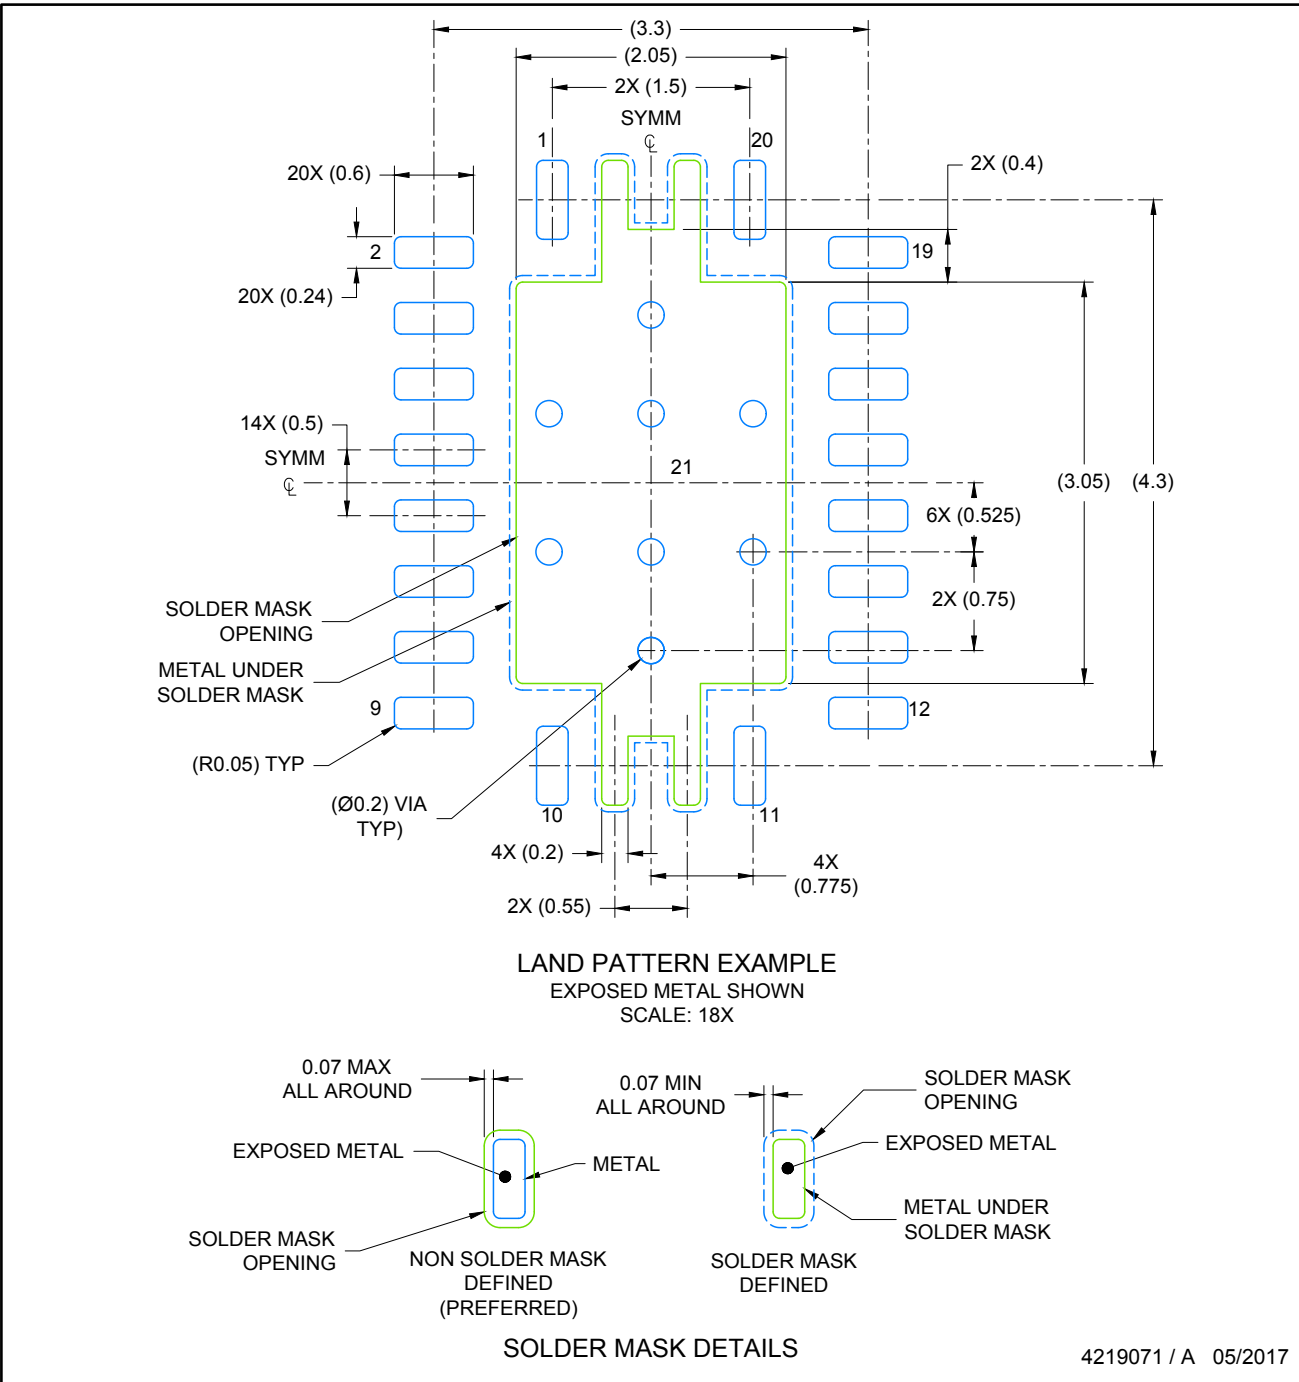 (3.3)
(2.05)
2X (1.5)
SYMM
℄
1
20
20X (0.6)
2X (0.4)
2
19
20X (0.24)
14X (0.5)
SYMM
℄
21
(3.05)
(4.3)
6X (0.525)
2X (0.75)
SOLDER MASK
OPENING
METAL UNDER
SOLDER MASK
9
12
(R0.05) TYP
(Ø0.2) VIA
TYP)
10
11
4X (0.2)
4X
(0.775)
2X (0.55)
LAND PATTERN EXAMPLE
EXPOSED METAL SHOWN
SCALE: 18X
0.07 MAX
ALL AROUND
EXPOSED METAL
METAL
SOLDER MASK
OPENING
NON SOLDER MASK
DEFINED
(PREFERRED)
0.07 MIN
ALL AROUND
SOLDER MASK
OPENING
EXPOSED METAL
METAL UNDER
SOLDER MASK
SOLDER MASK
DEFINED
SOLDER MASK DETAILS
4219071 / A 05/2017